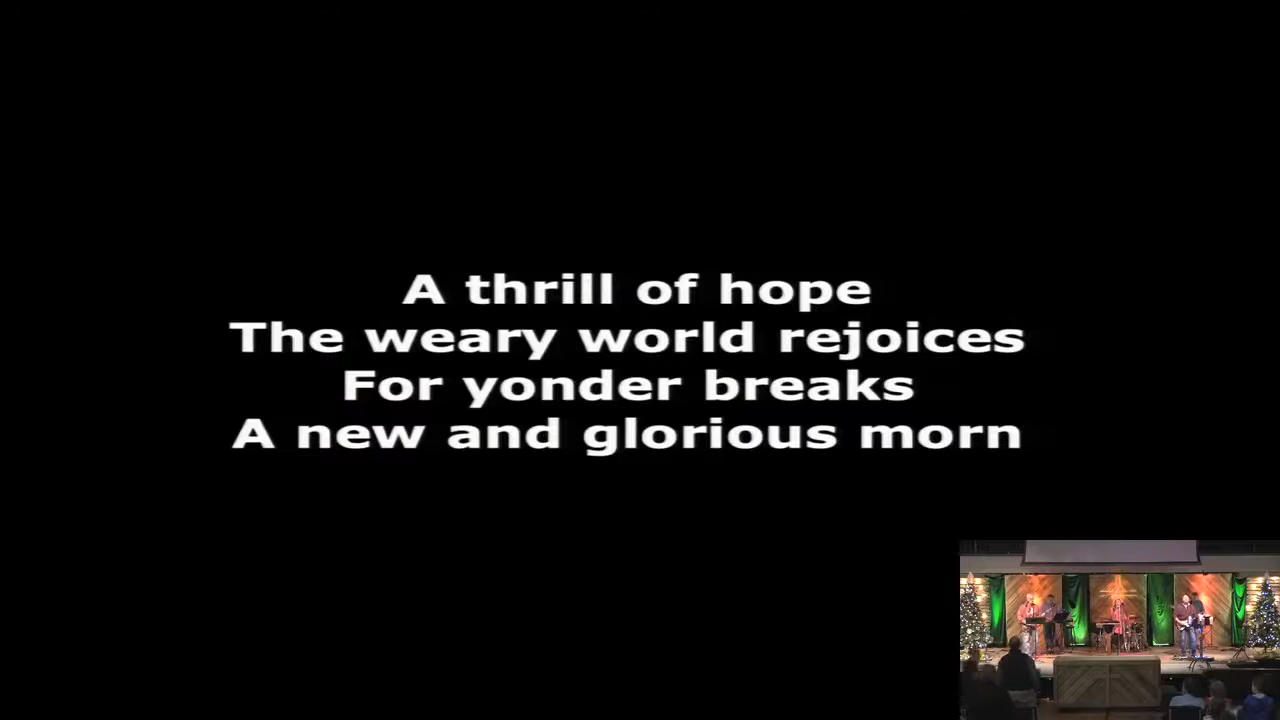 A thrill of hope
The weary world rejoices
For yonder breaks
A new and glorious morn